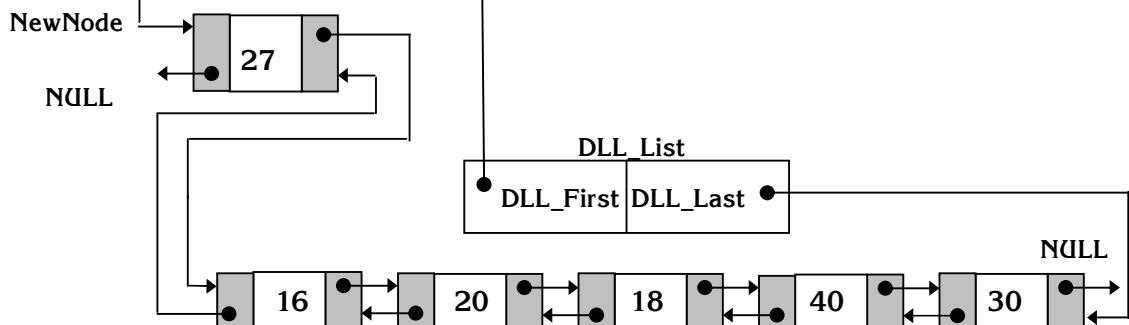 NewNode
27
NULL
DLL_List
DLL_First DLL_Last
NULL
16 20 18 40 30